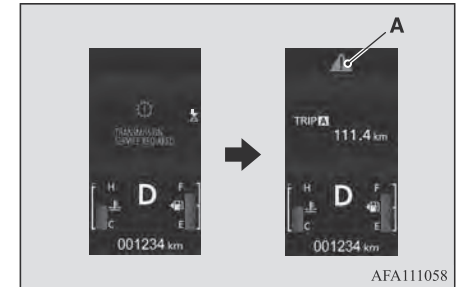 A
TRANSMISSION
SERVICE REQUIRED
H D F
C E
001234 km
TRIP A
111.4 km
H D F
C E
001234 km
AFA111058